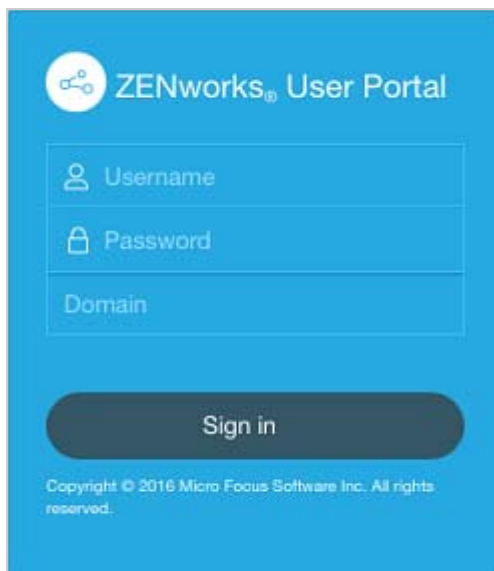 ZENworks® User Portal
Username
Password
Domain
Sign in
Copyright © 2016 Micro Focus Software Inc. All rights
reserved.